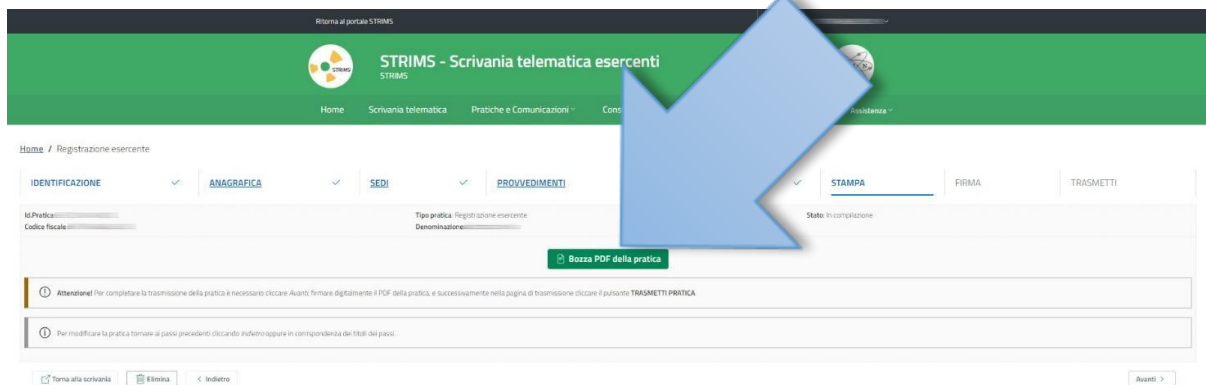 Ritorna al portale STRIMS
STRIMS
STRIMS - Scrivania telematica esercenti
STRIMS
Home Scrivania telematica Pratiche e Comunicazioni Assistenza
Home / Registrazione esercente
IDENTIFICAZIONE ANAGRAFICA SEDI PROVVEDIMENTI STAMPA FIRMA TRASMETTI
Id.Pratica Tipo pratica Registrazione esercente Stato In compilazione
Codice fiscale Denominazione
Bozza PDF della pratica
Attenzione! Per completare la trasmissione della pratica è necessario cliccare Avanti, firmare digitalmente il PDF della pratica, e successivamente nella pagina di trasmissione cliccare il pulsante TRASMETTI PRATICA
Per modificare la pratica tornare ai passi precedenti cliccando Indietro oppure in corrispondenza dei titoli dei passi.
Torna alla scrivania Elimina < Indietro Avanti >